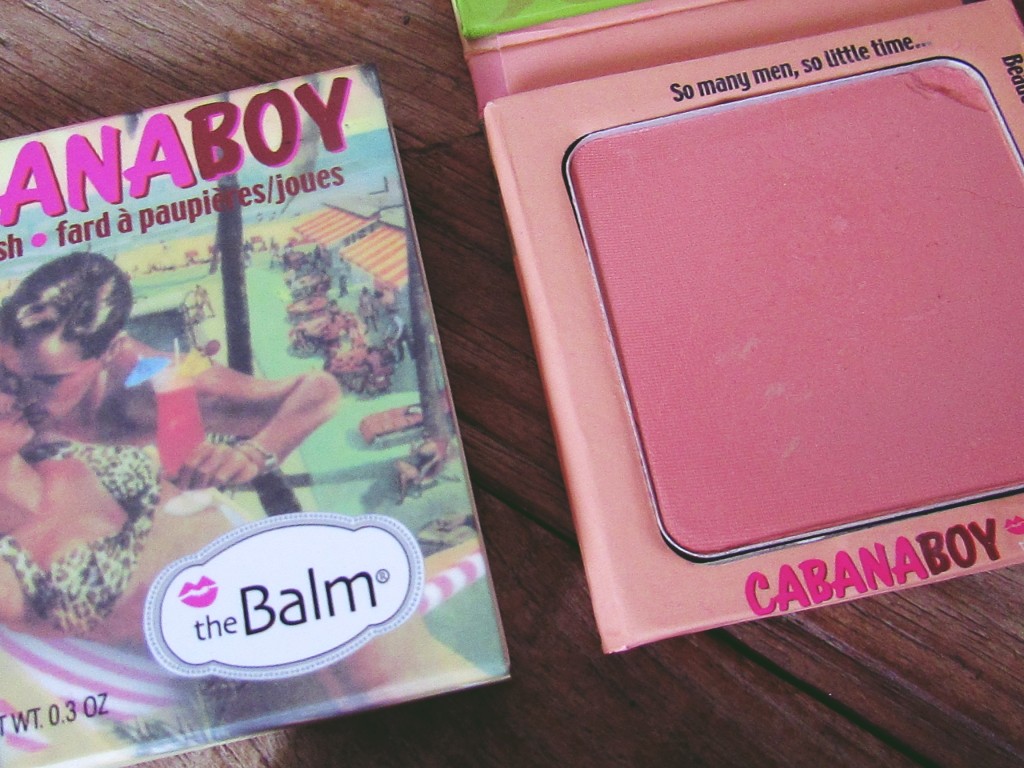 ANABOY
sh • fard à paupières/joues
the Balm®
T WT. 0.3 OZ
So many men, so little time...
CABANABOY